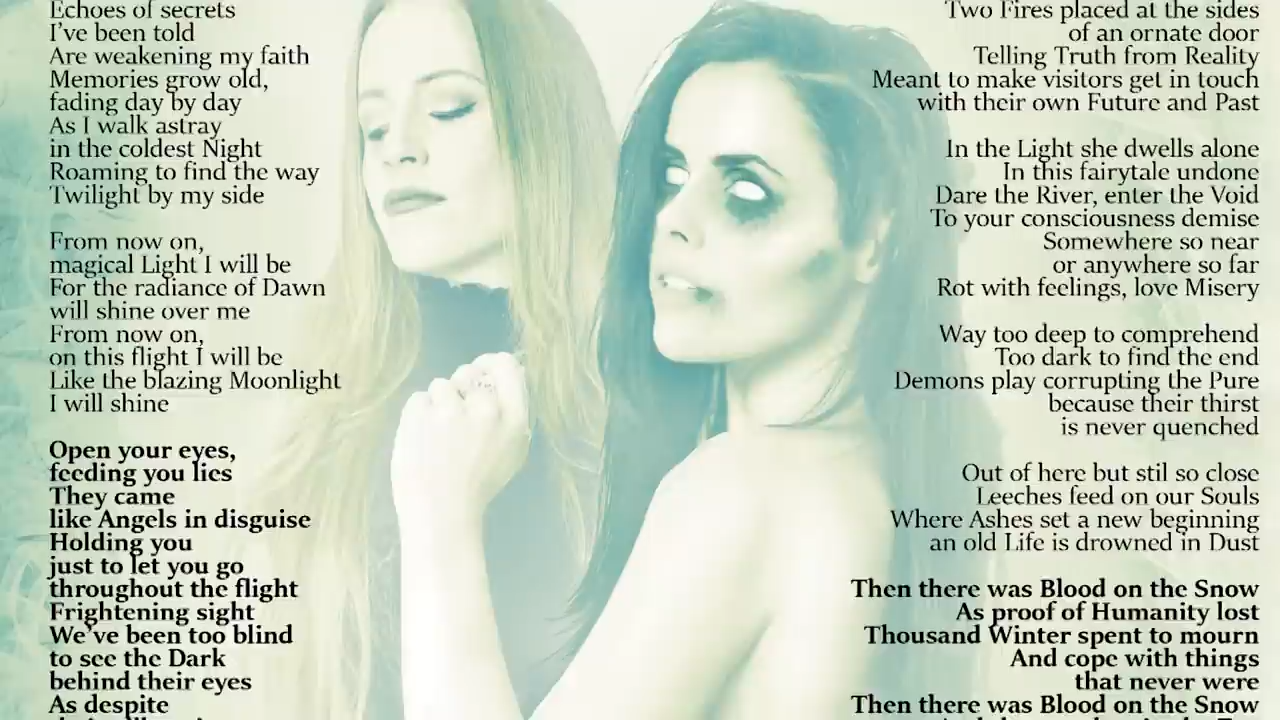 Echoes of secrets
I've been told
Are weakening my faith
Memories grow old,
fading day by day
As I walk astray
in the coldest Night
Roaming to find the way
Twilight by my side
From now on,
magical Light I will be
For the radiance of Dawn
will shine over me
From now on,
on this flight I will be
Like the blazing Moonlight
I will shine
Open your eyes,
feeding you lies
They came
like Angels in disguise
Holding you
just to let you go
throughout the flight
Frightening sight
We've been too blind
to see the Dark
behind their eyes
As despite
Two Fires placed at the sides
of an ornate door
Telling Truth from Reality
Meant to make visitors get in touch
with their own Future and Past
In the Light she dwells alone
In this fairytale undone
Dare the River, enter the Void
To your consciousness demise
Somewhere so near
or anywhere so far
Rot with feelings, love Misery
Way too deep to comprehend
Too dark to find the end
Demons play corrupting the Pure
because their thirst
is never quenched
Out of here but stil so close
Leeches feed on our Souls
Where Ashes set a new beginning
an old Life is drowned in Dust
Then there was Blood on the Snow
As proof of Humanity lost
Thousand Winter spent to mourn
And cope with things
that never were
Then there was Blood on the Snow